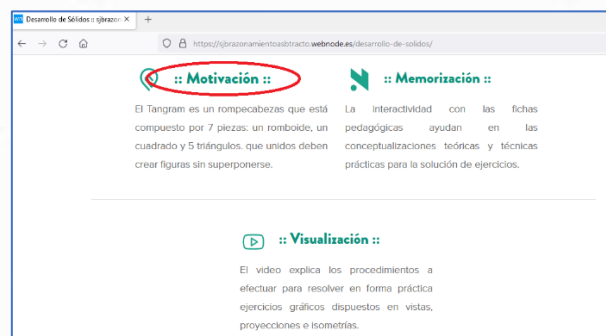 Desarrollo de Sólidos :: sjbrazon
https://sjbrazonamientoasbtracto.webnode.es/desarrollo-de-solidos/
:: Motivación ::
El Tangram es un rompecabezas que está
compuesto por 7 piezas: un romboide, un
cuadrado y 5 triángulos. que unidos deben
crear figuras sin superponerse.
:: Memorización ::
La interactividad con las fichas
pedagógicas ayudan en las
conceptualizaciones teóricas y técnicas
prácticas para la solución de ejercicios.
:: Visualización ::
El video explica los procedimientos a
efectuar para resolver en forma práctica
ejercicios gráficos dispuestos en vistas,
proyecciones e isometrías.